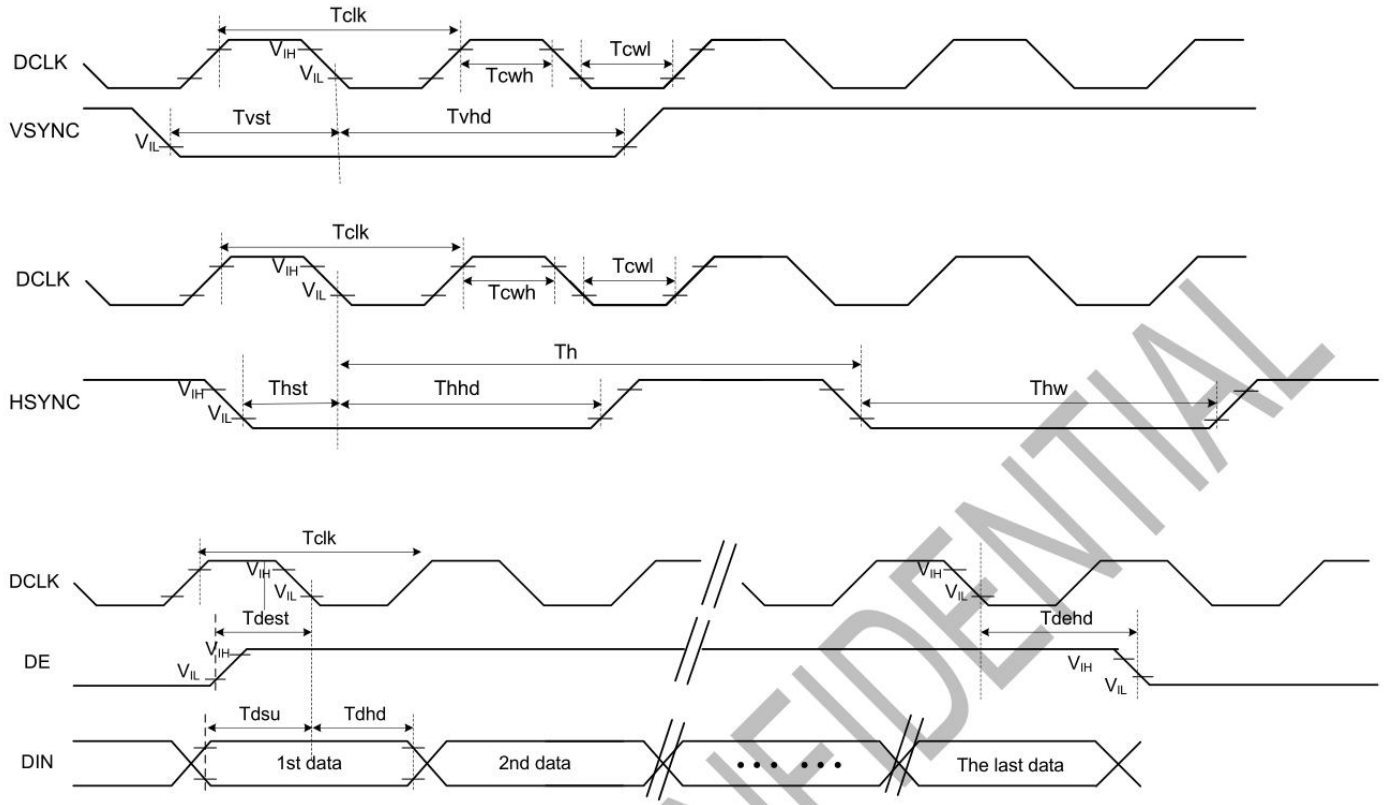 Tclk
DCLK VIH VIL Tcwh Tcwl
VSYNC VIL Tvst Tvhd
Tclk
DCLK VIH VIL Tcwh Tcwl
Th
HSYNC VIH VIL Thst Thhd Thw
Tclk
DCLK VIH VIL VIH VIL
Tdest Tdehd
DE VIH VIL VIH VIL
Tdsu Tdhd
DIN 1st data 2nd data •••• ••• The last data
NFIDENTIAL